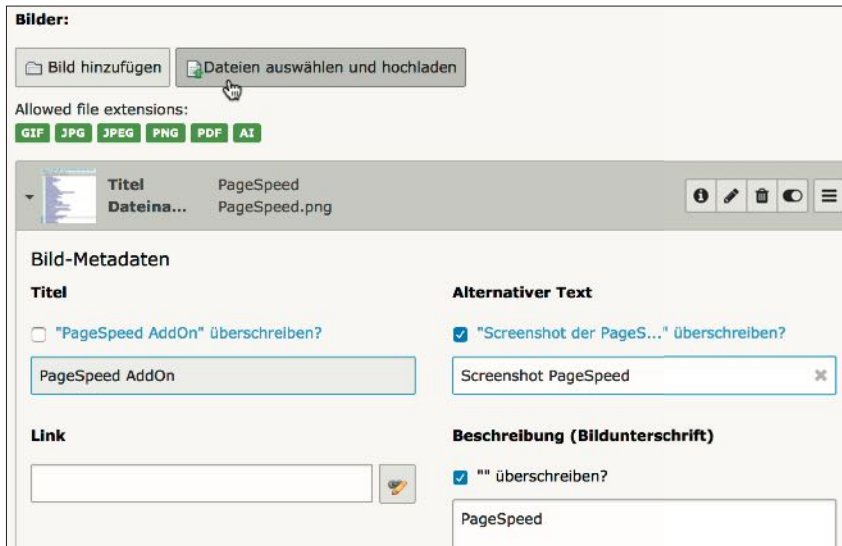 Bilder:
Bild hinzufügen Dateien auswählen und hochladen
Allowed file extensions:
GIF JPG JPEG PNG PDF AI
Titel PageSpeed
Dateina... PageSpeed.png
Bild-Metadaten
Titel Alternativer Text
"PageSpeed AddOn" überschreiben? "Screenshot der PageS..." überschreiben?
PageSpeed AddOn Screenshot PageSpeed
Link Beschreibung (Bildunterschrift)
"" überschreiben?
PageSpeed